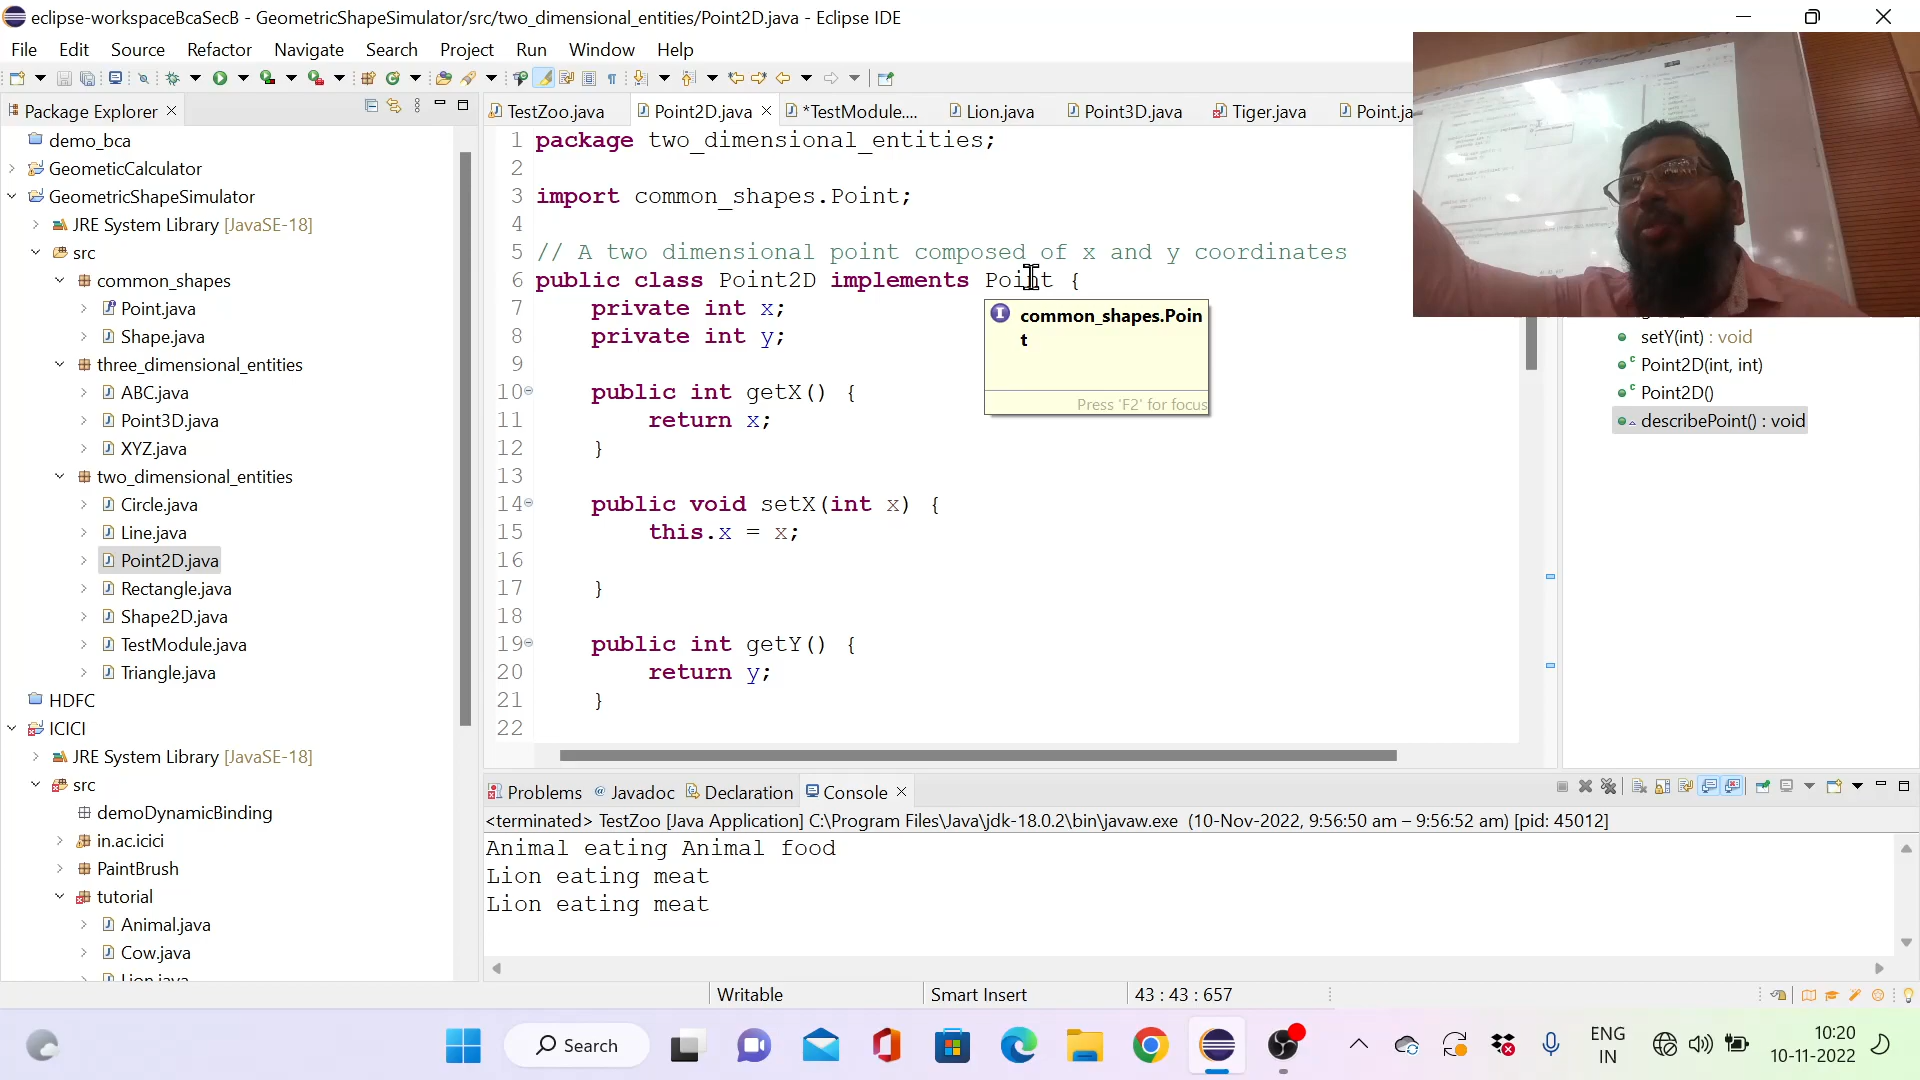 eclipse-workspaceBcaSecB - GeometricShapeSimulator/src/two_dimensional_entities/Point2D.java - Eclipse IDE
File Edit Source Refactor Navigate Search Project Run Window Help
Package Explorer
demo_bca
GeometicCalculator
GeometricShapeSimulator
JRE System Library [JavaSE-18]
src
common_shapes
Point.java
Shape.java
three_dimensional_entities
ABC.java
Point3D.java
XYZ.java
two_dimensional_entities
Circle.java
Line.java
Point2D.java
Rectangle.java
Shape2D.java
TestModule.java
Triangle.java
HDFC
ICICI
JRE System Library [JavaSE-18]
src
demoDynamicBinding
in.ac.icici
PaintBrush
tutorial
Animal.java
Cow.java
Lion.java
TestZoo.java Point2D.java *TestModule.... Lion.java Point3D.java Tiger.java Point.ja
1 package two_dimensional_entities;
2
3 import common_shapes.Point;
4
5 // A two dimensional point composed of x and y coordinates
6 public class Point2D implements Point {
7 private int x;
8 private int y;
9
10 public int getX() {
11 return x;
12 }
13
14 public void setX(int x) {
15 this.x = x;
16
17 }
18
19 public int getY() {
20 return y;
21 }
22
common_shapes.Poin
t
Press 'F2' for focus
setY(int) : void
Point2D(int, int)
Point2D()
describePoint() : void
Problems Javadoc Declaration Console
<terminated> TestZoo [Java Application] C:\Program Files\Java\jdk-18.0.2\bin\javaw.exe (10-Nov-2022, 9:56:50 am – 9:56:52 am) [pid: 45012]
Animal eating Animal food
Lion eating meat
Lion eating meat
Writable Smart Insert 43 : 43 : 657
Search
ENG
IN
10:20
10-11-2022